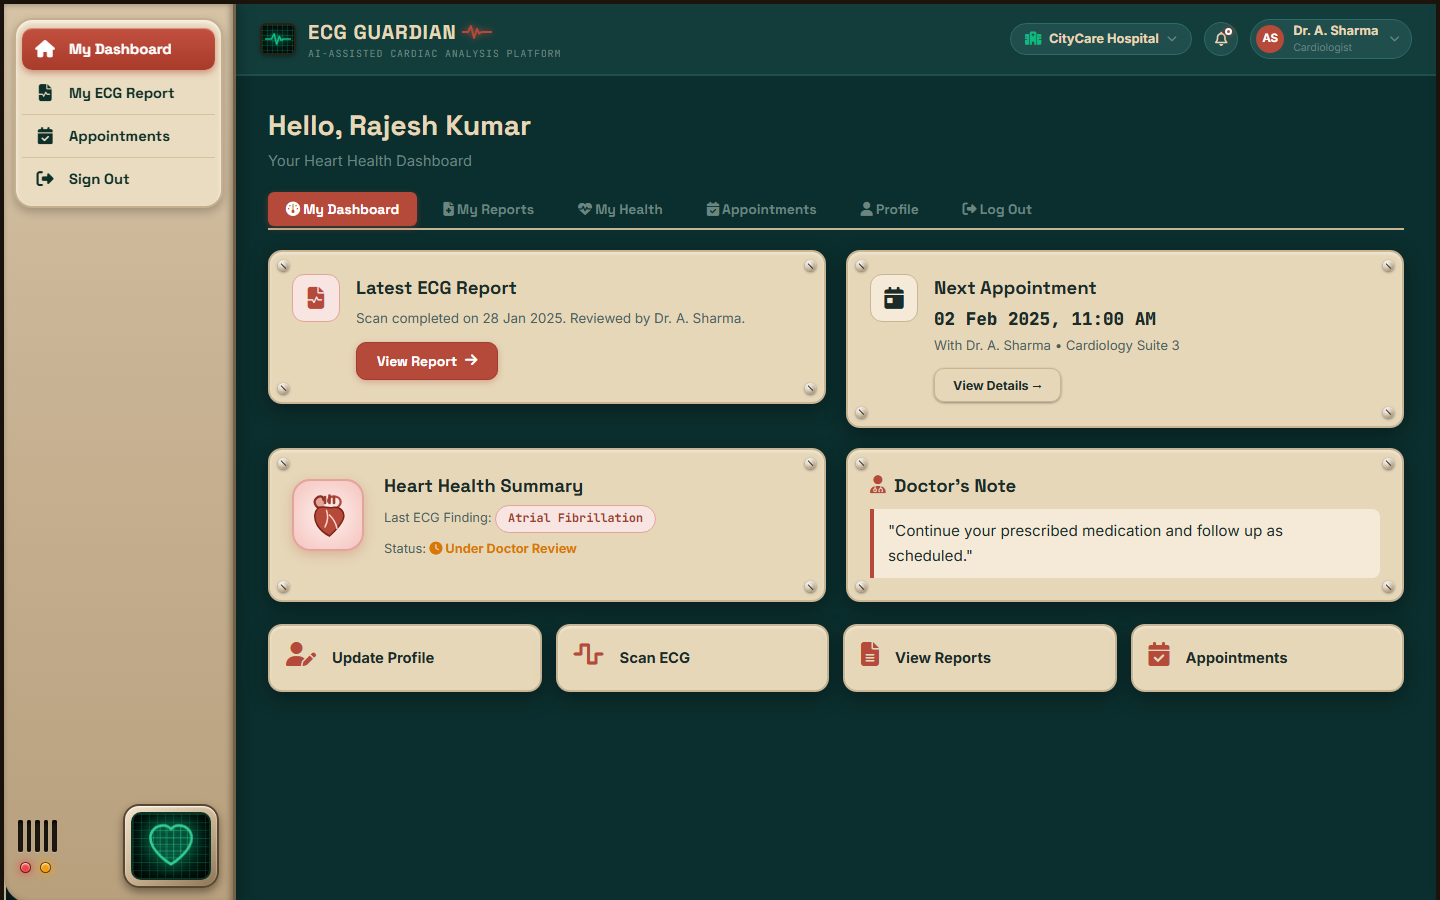 My Dashboard
My ECG Report
Appointments
Sign Out
ECG GUARDIAN
AI-ASSISTED CARDIAC ANALYSIS PLATFORM
CityCare Hospital
AS
Dr. A. Sharma
Cardiologist
Hello, Rajesh Kumar
Your Heart Health Dashboard
My Dashboard
My Reports
My Health
Appointments
Profile
Log Out
Latest ECG Report
Scan completed on 28 Jan 2025. Reviewed by Dr. A. Sharma.
View Report →
Next Appointment
02 Feb 2025, 11:00 AM
With Dr. A. Sharma • Cardiology Suite 3
View Details →
Heart Health Summary
Last ECG Finding: Atrial Fibrillation
Status: Under Doctor Review
Doctor's Note
"Continue your prescribed medication and follow up as
scheduled."
Update Profile
Scan ECG
View Reports
Appointments